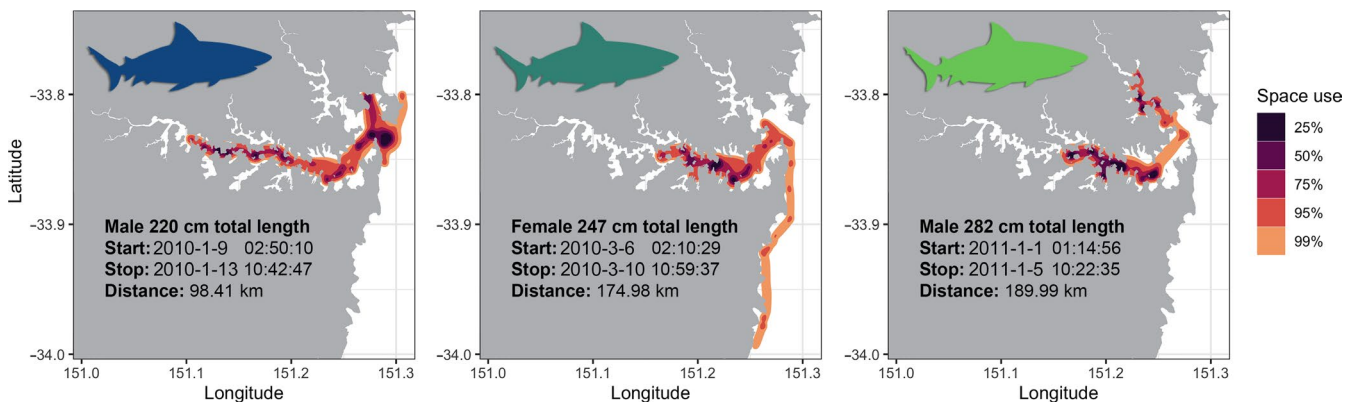 Latitude
−33.8
−33.9
−34.0
Male 220 cm total length
Start: 2010-1-9 02:50:10
Stop: 2010-1-13 10:42:47
Distance: 98.41 km
151.0
151.1
151.2
151.3
Longitude
−33.8
−33.9
−34.0
Female 247 cm total length
Start: 2010-3-6 02:10:29
Stop: 2010-3-10 10:59:37
Distance: 174.98 km
151.0
151.1
151.2
151.3
Longitude
−33.8
−33.9
−34.0
Male 282 cm total length
Start: 2011-1-1 01:14:56
Stop: 2011-1-5 10:22:35
Distance: 189.99 km
151.0
151.1
151.2
151.3
Longitude
Space use
25%
50%
75%
95%
99%